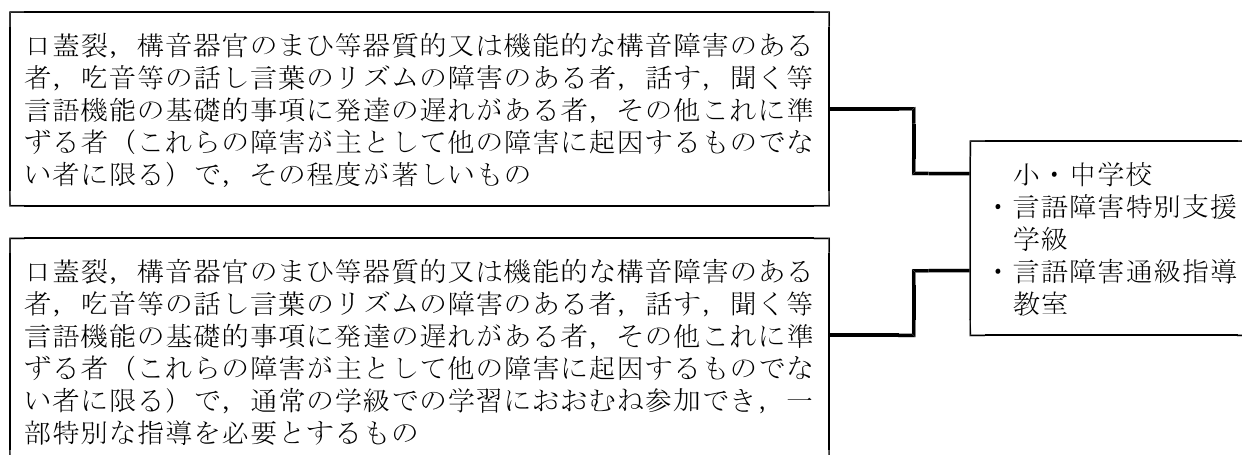 口蓋裂，構音器官のまひ等器質的又は機能的な構音障害のある
者，吃音等の話し言葉のリズムの障害のある者，話す，聞く等
言語機能の基礎的事項に発達の遅れがある者，その他これに準
ずる者（これらの障害が主として他の障害に起因するものでな
い者に限る）で，その程度が著しいもの
口蓋裂，構音器官のまひ等器質的又は機能的な構音障害のある
者，吃音等の話し言葉のリズムの障害のある者，話す，聞く等
言語機能の基礎的事項に発達の遅れがある者，その他これに準
ずる者（これらの障害が主として他の障害に起因するものでな
い者に限る）で，通常の学級での学習におおむね参加でき，一
部特別な指導を必要とするもの
小・中学校
・言語障害特別支援
学級
・言語障害通級指導
教室